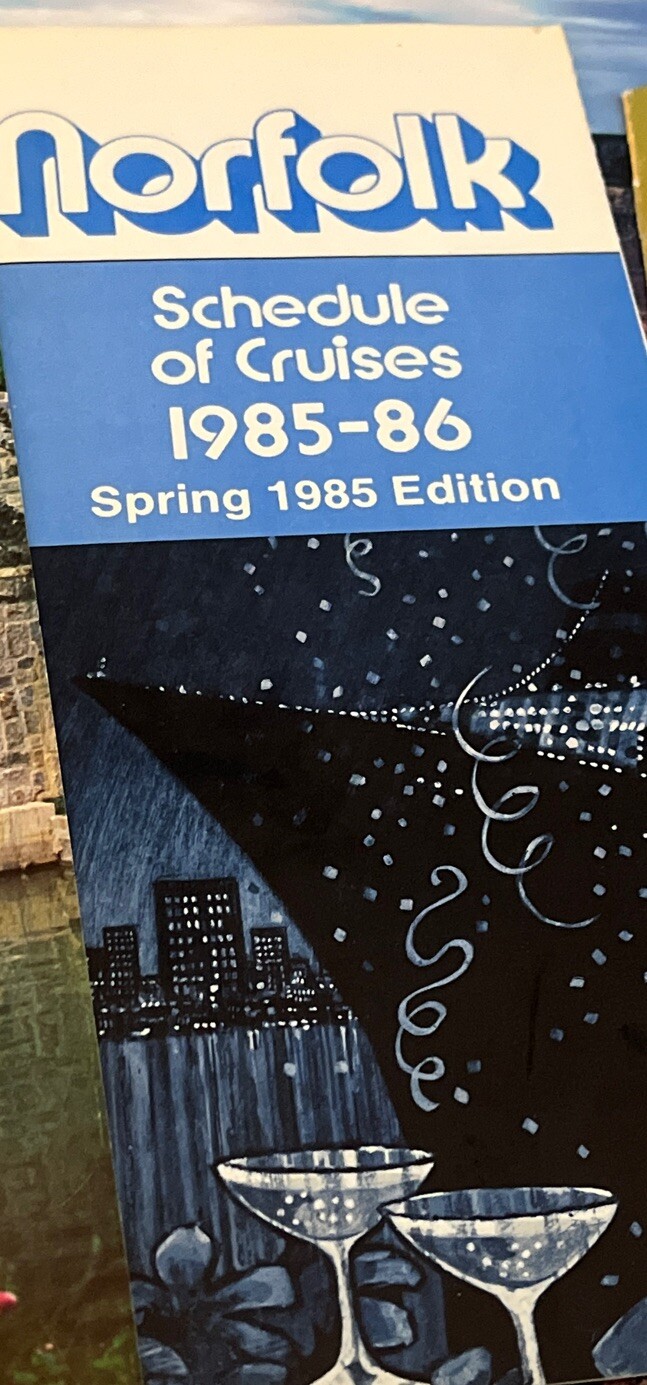 Norfolk
Schedule
of Cruises
1985-86
Spring 1985 Edition